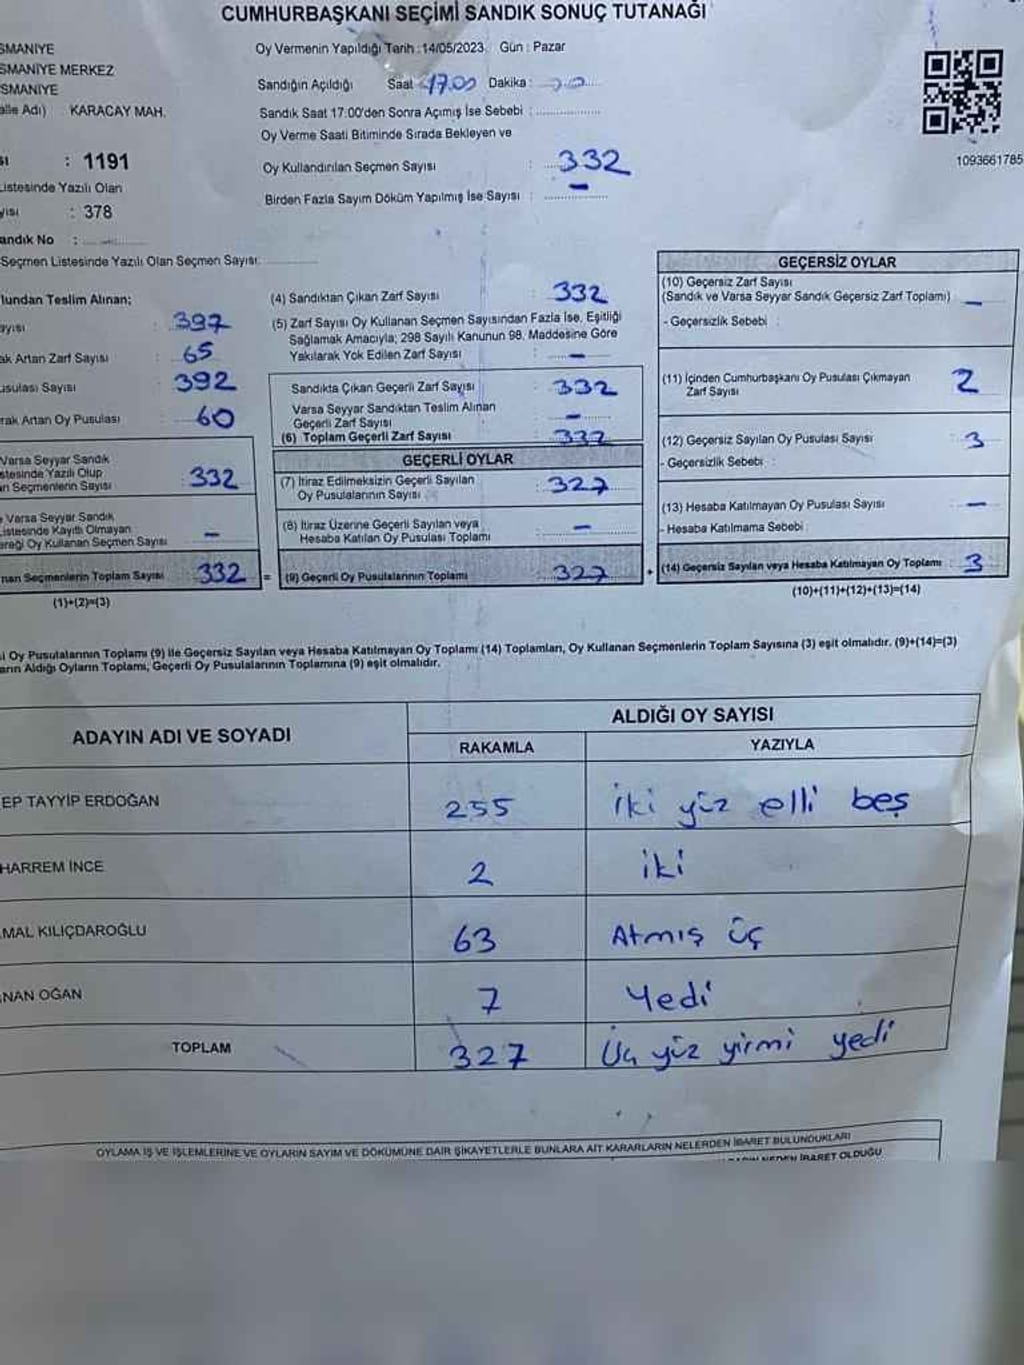 CUMHURBAŞKANI SEÇİMİ SANDIK SONUÇ TUTANAĞI
SMANİYE
SMANİYE MERKEZ
SMANİYE
alle Adı) KARACAY MAH.
sı : 1191
Listesinde Yazılı Olan
yısı : 378
andık No :
Seçmen Listesinde Yazılı Olan Seçmen Sayısı:
Oy Vermenin Yapıldığı Tarih : 14/05/2023 Gün : Pazar
Sandığın Açıldığı Saat 17.00 Dakika :
Sandık Saat 17:00'den Sonra Açımış İse Sebebi :
Oy Verme Saati Bitiminde Sırada Bekleyen ve
Oy Kullandırılan Seçmen Sayısı : 332
Birden Fazla Sayım Döküm Yapılmış İse Sayısı : -
1093661785
lundan Teslim Alınan;
ayısı : 397
ak Artan Zarf Sayısı : 65
usulası Sayısı : 392
rak Artan Oy Pusulası : 60
Varsa Seyyar Sandık
stesinde Yazılı Olup
an Seçmenlerin Sayısı 332
Varsa Seyyar Sandık
Listesinde Kayıtlı Olmayan
ereği Oy Kullanan Seçmen Sayısı -
nan Seçmenlerin Toplam Sayısı 332 =
(1)+(2)=(3)
(4) Sandıktan Çıkan Zarf Sayısı : 332
(5) Zarf Sayısı Oy Kullanan Seçmen Sayısından Fazla İse, Eşitliği
Sağlamak Amacıyla; 298 Sayılı Kanunun 98. Maddesine Göre
Yakılarak Yok Edilen Zarf Sayısı : -
Sandıkta Çıkan Geçerli Zarf Sayısı : 332
Varsa Seyyar Sandıktan Teslim Alınan
Geçerli Zarf Sayısı : -
(6) Toplam Geçerli Zarf Sayısı : 332
GEÇERLİ OYLAR
(7) İtiraz Edilmeksizin Geçerli Sayılan
Oy Pusulalarının Sayısı : 327
(8) İtiraz Üzerine Geçerli Sayılan veya
Hesaba Katılan Oy Pusulası Toplamı : -
(9) Geçerli Oy Pusulalarının Toplamı : 327 +
GEÇERSİZ OYLAR
(10) Geçersiz Zarf Sayısı
(Sandık ve Varsa Seyyar Sandık Geçersiz Zarf Toplamı) -
- Geçersizlik Sebebi :
(11) İçinden Cumhurbaşkanı Oy Pusulası Çıkmayan
Zarf Sayısı : 2
(12) Geçersiz Sayılan Oy Pusulası Sayısı : 3
- Geçersizlik Sebebi :
(13) Hesaba Katılmayan Oy Pusulası Sayısı : -
- Hesaba Katılmama Sebebi :
(14) Geçersiz Sayılan veya Hesaba Katılmayan Oy Toplamı : 3
(10)+(11)+(12)+(13)=(14)
i Oy Pusulalarının Toplamı (9) ile Geçersiz Sayılan veya Hesaba Katılmayan Oy Toplamı (14) Toplamları, Oy Kullanan Seçmenlerin Toplam Sayısına (3) eşit olmalıdır. (9)+(14)=(3)
arın Aldığı Oyların Toplamı, Geçerli Oy Pusulalarının Toplamına (9) eşit olmalıdır.
ADAYIN ADI VE SOYADI
ALDIĞI OY SAYISI
RAKAMLA YAZIYLA
EP TAYYİP ERDOĞAN 255 iki yüz elli beş
HARREM İNCE 2 iki
MAL KILIÇDAROĞLU 63 Atmış üç
NAN OĞAN 7 Yedi
TOPLAM 327 Üç yüz yirmi yedi
OYLAMA İŞ VE İŞLEMLERİNE VE OYLARIN SAYIM VE DÖKÜMÜNE DAİR ŞİKAYETLERLE BUNLARA AİT KARARLARIN NELERDEN İBARET BULUNDUKLARI
NEDEN İBARET OLDUĞU